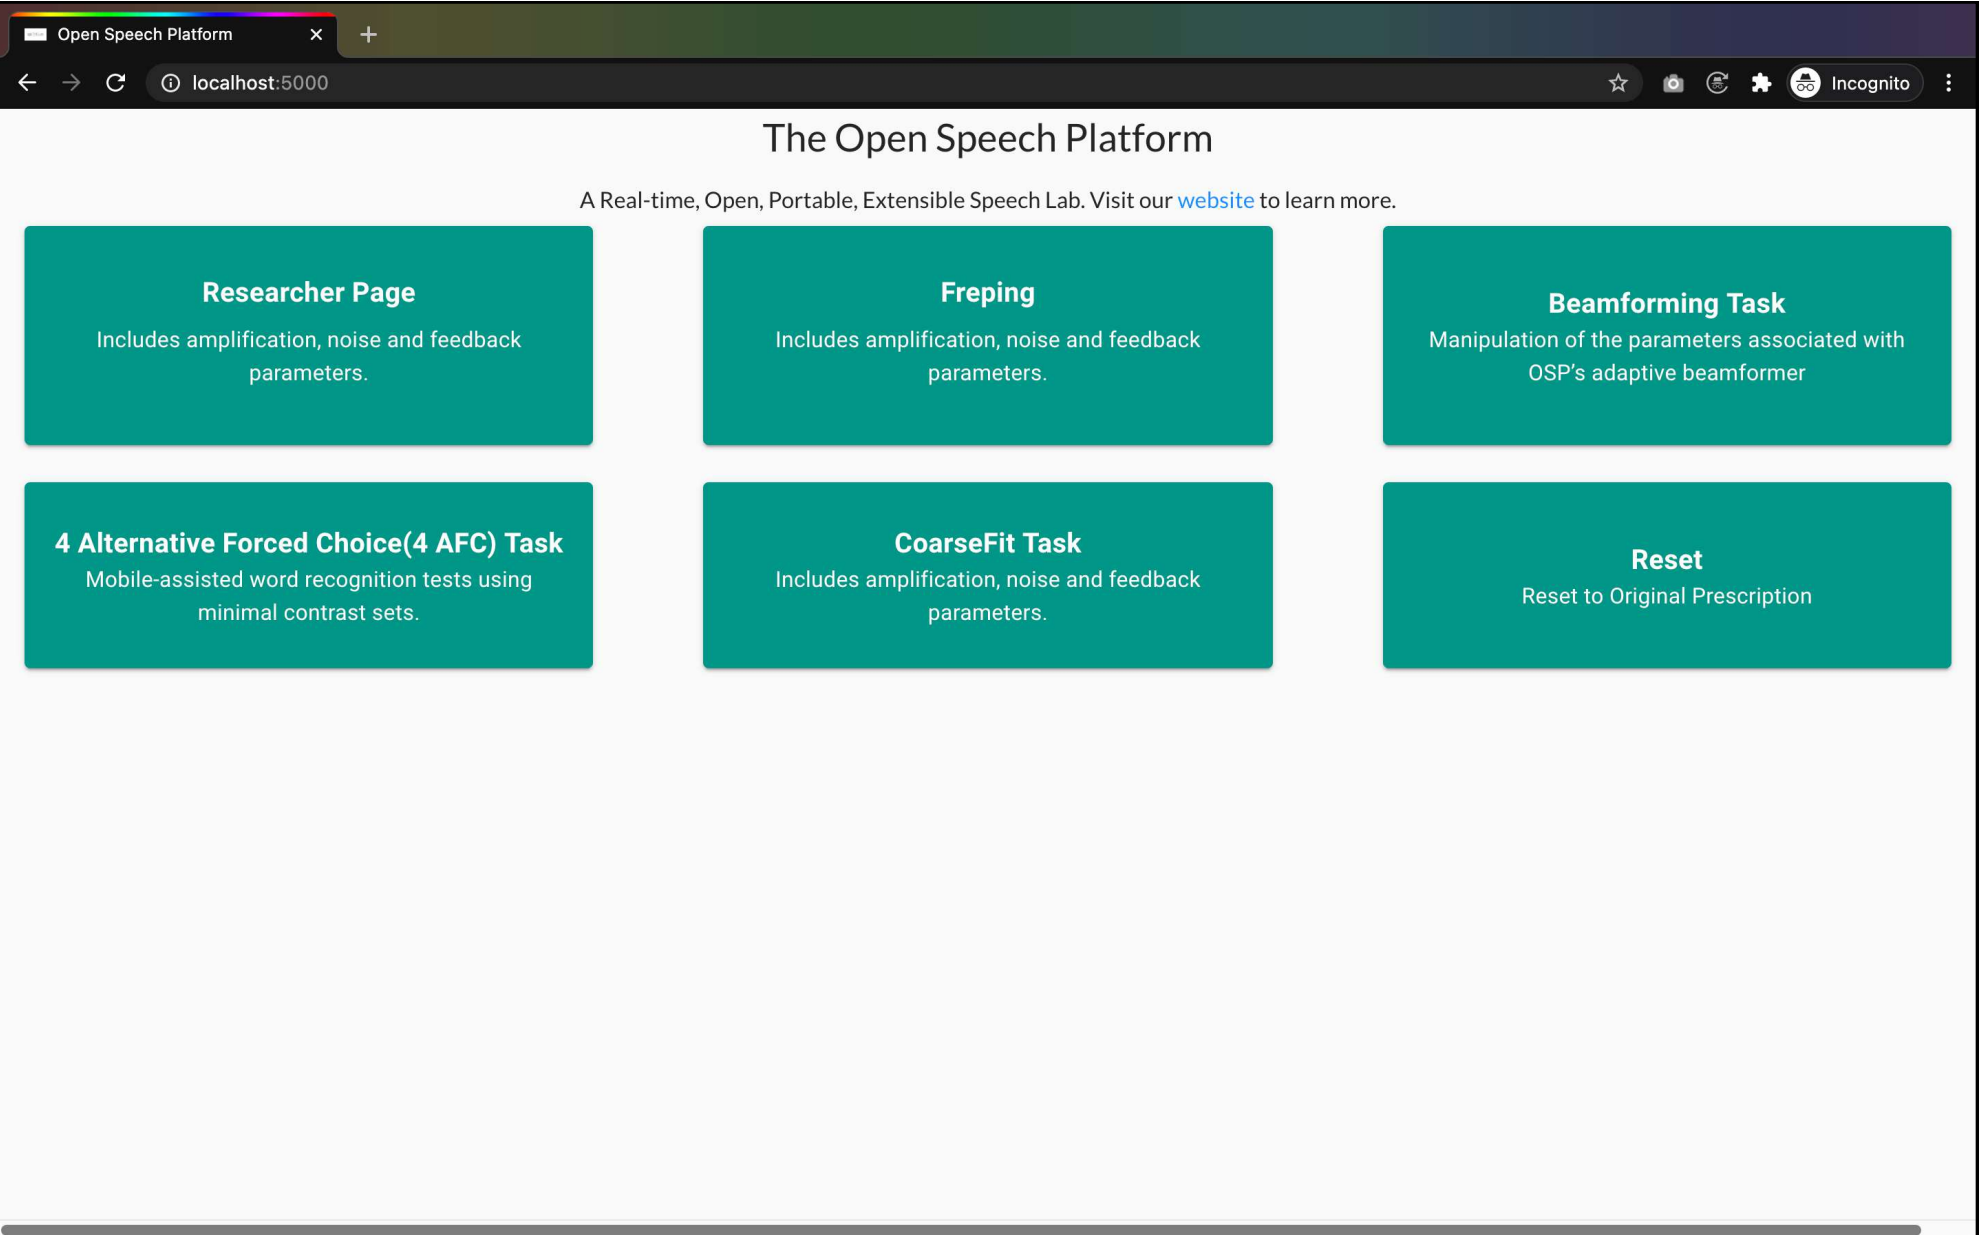 Open Speech Platform
localhost:5000
Incognito
The Open Speech Platform
A Real-time, Open, Portable, Extensible Speech Lab. Visit our website to learn more.
Researcher Page
Includes amplification, noise and feedback
parameters.
Freping
Includes amplification, noise and feedback
parameters.
Beamforming Task
Manipulation of the parameters associated with
OSP’s adaptive beamformer
4 Alternative Forced Choice(4 AFC) Task
Mobile-assisted word recognition tests using
minimal contrast sets.
CoarseFit Task
Includes amplification, noise and feedback
parameters.
Reset
Reset to Original Prescription